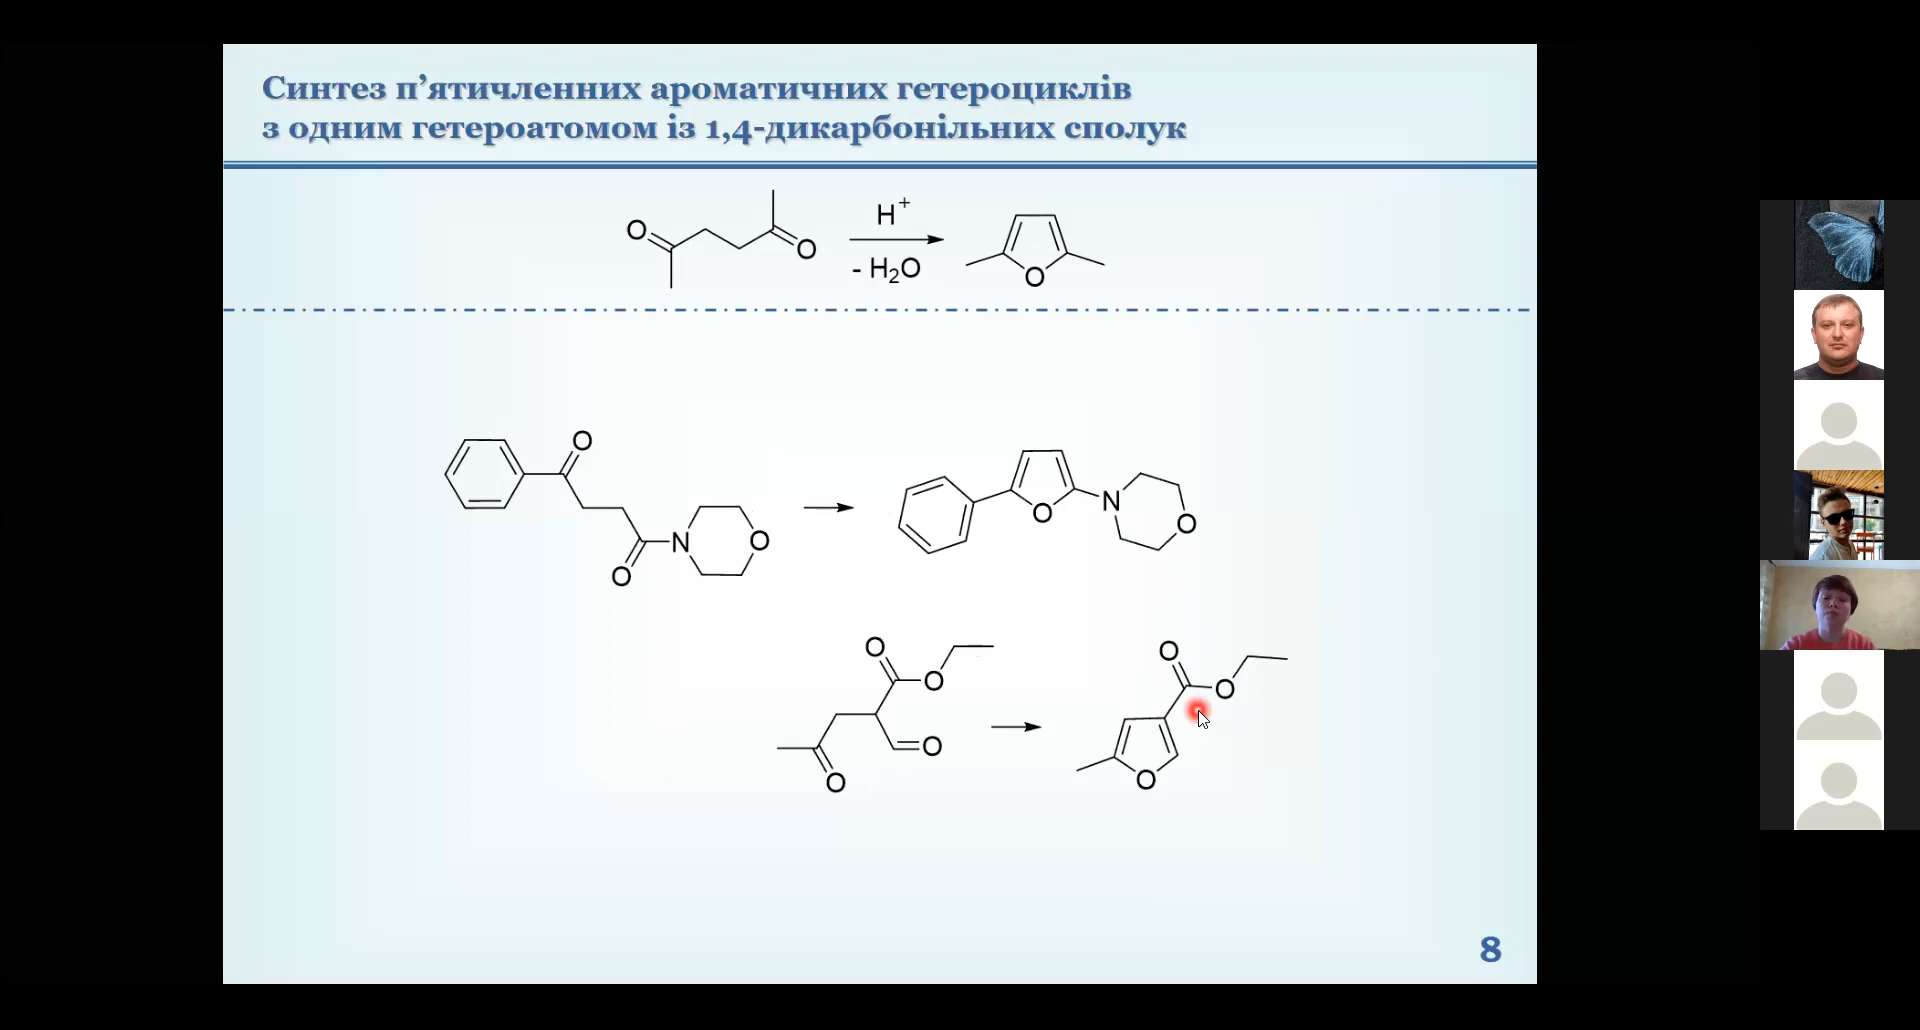 Синтез п’ятичленних ароматичних гетероциклів
з одним гетероатомом із 1,4-дикарбонільних сполук
O
O
H+
- H2O
O
O
O
N
O
O
N
O
O
O
O
O
O
O
O
8